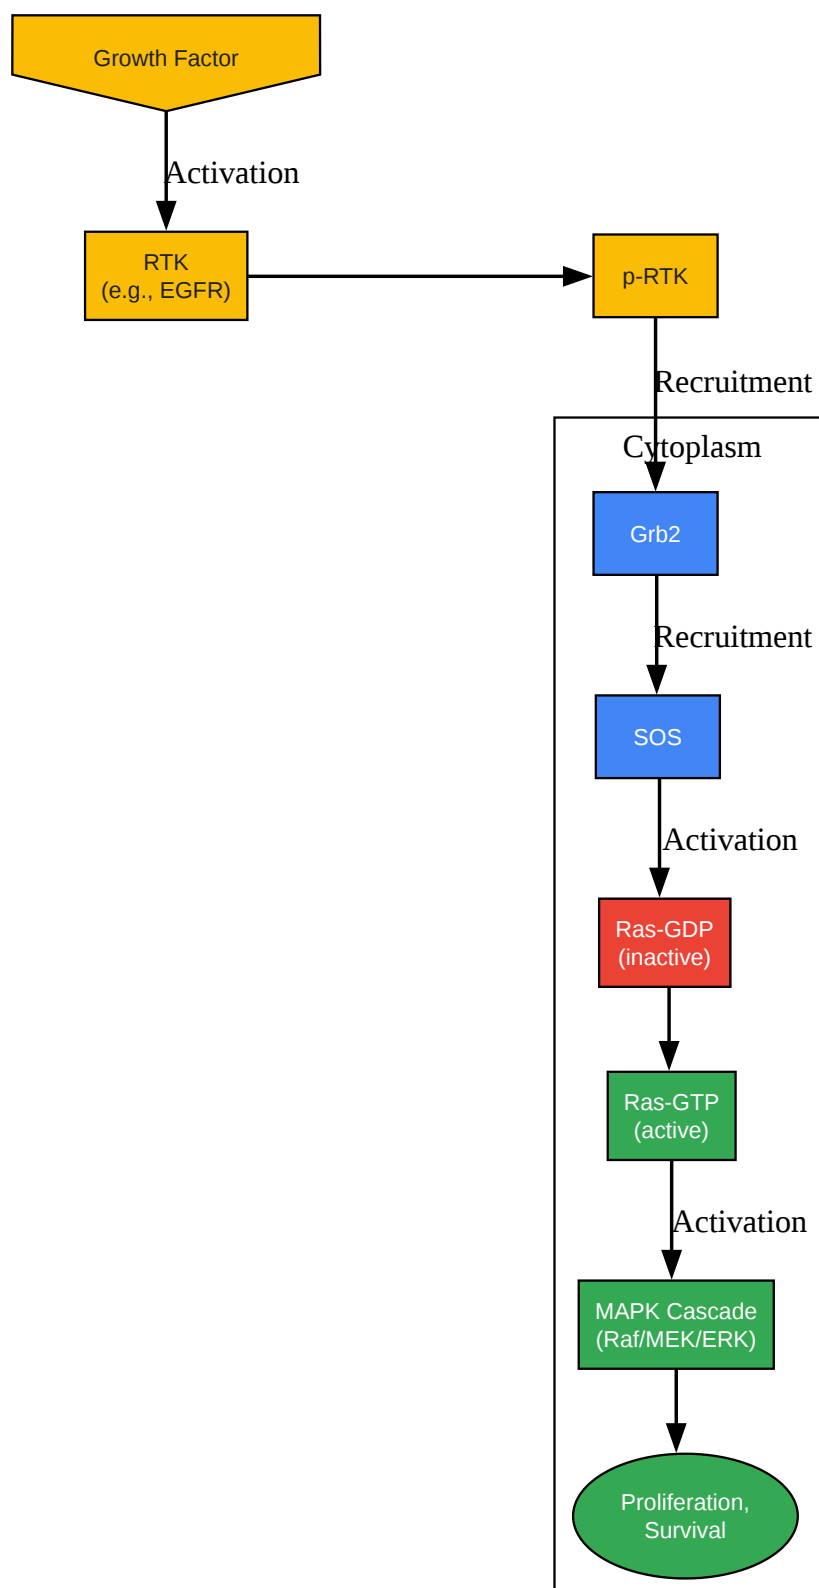 Growth Factor
Activation
RTK
(e.g., EGFR)
p-RTK
Recruitment
Cytoplasm
Grb2
Recruitment
SOS
Activation
Ras-GDP
(inactive)
Ras-GTP
(active)
Activation
MAPK Cascade
(Raf/MEK/ERK)
Proliferation,
Survival